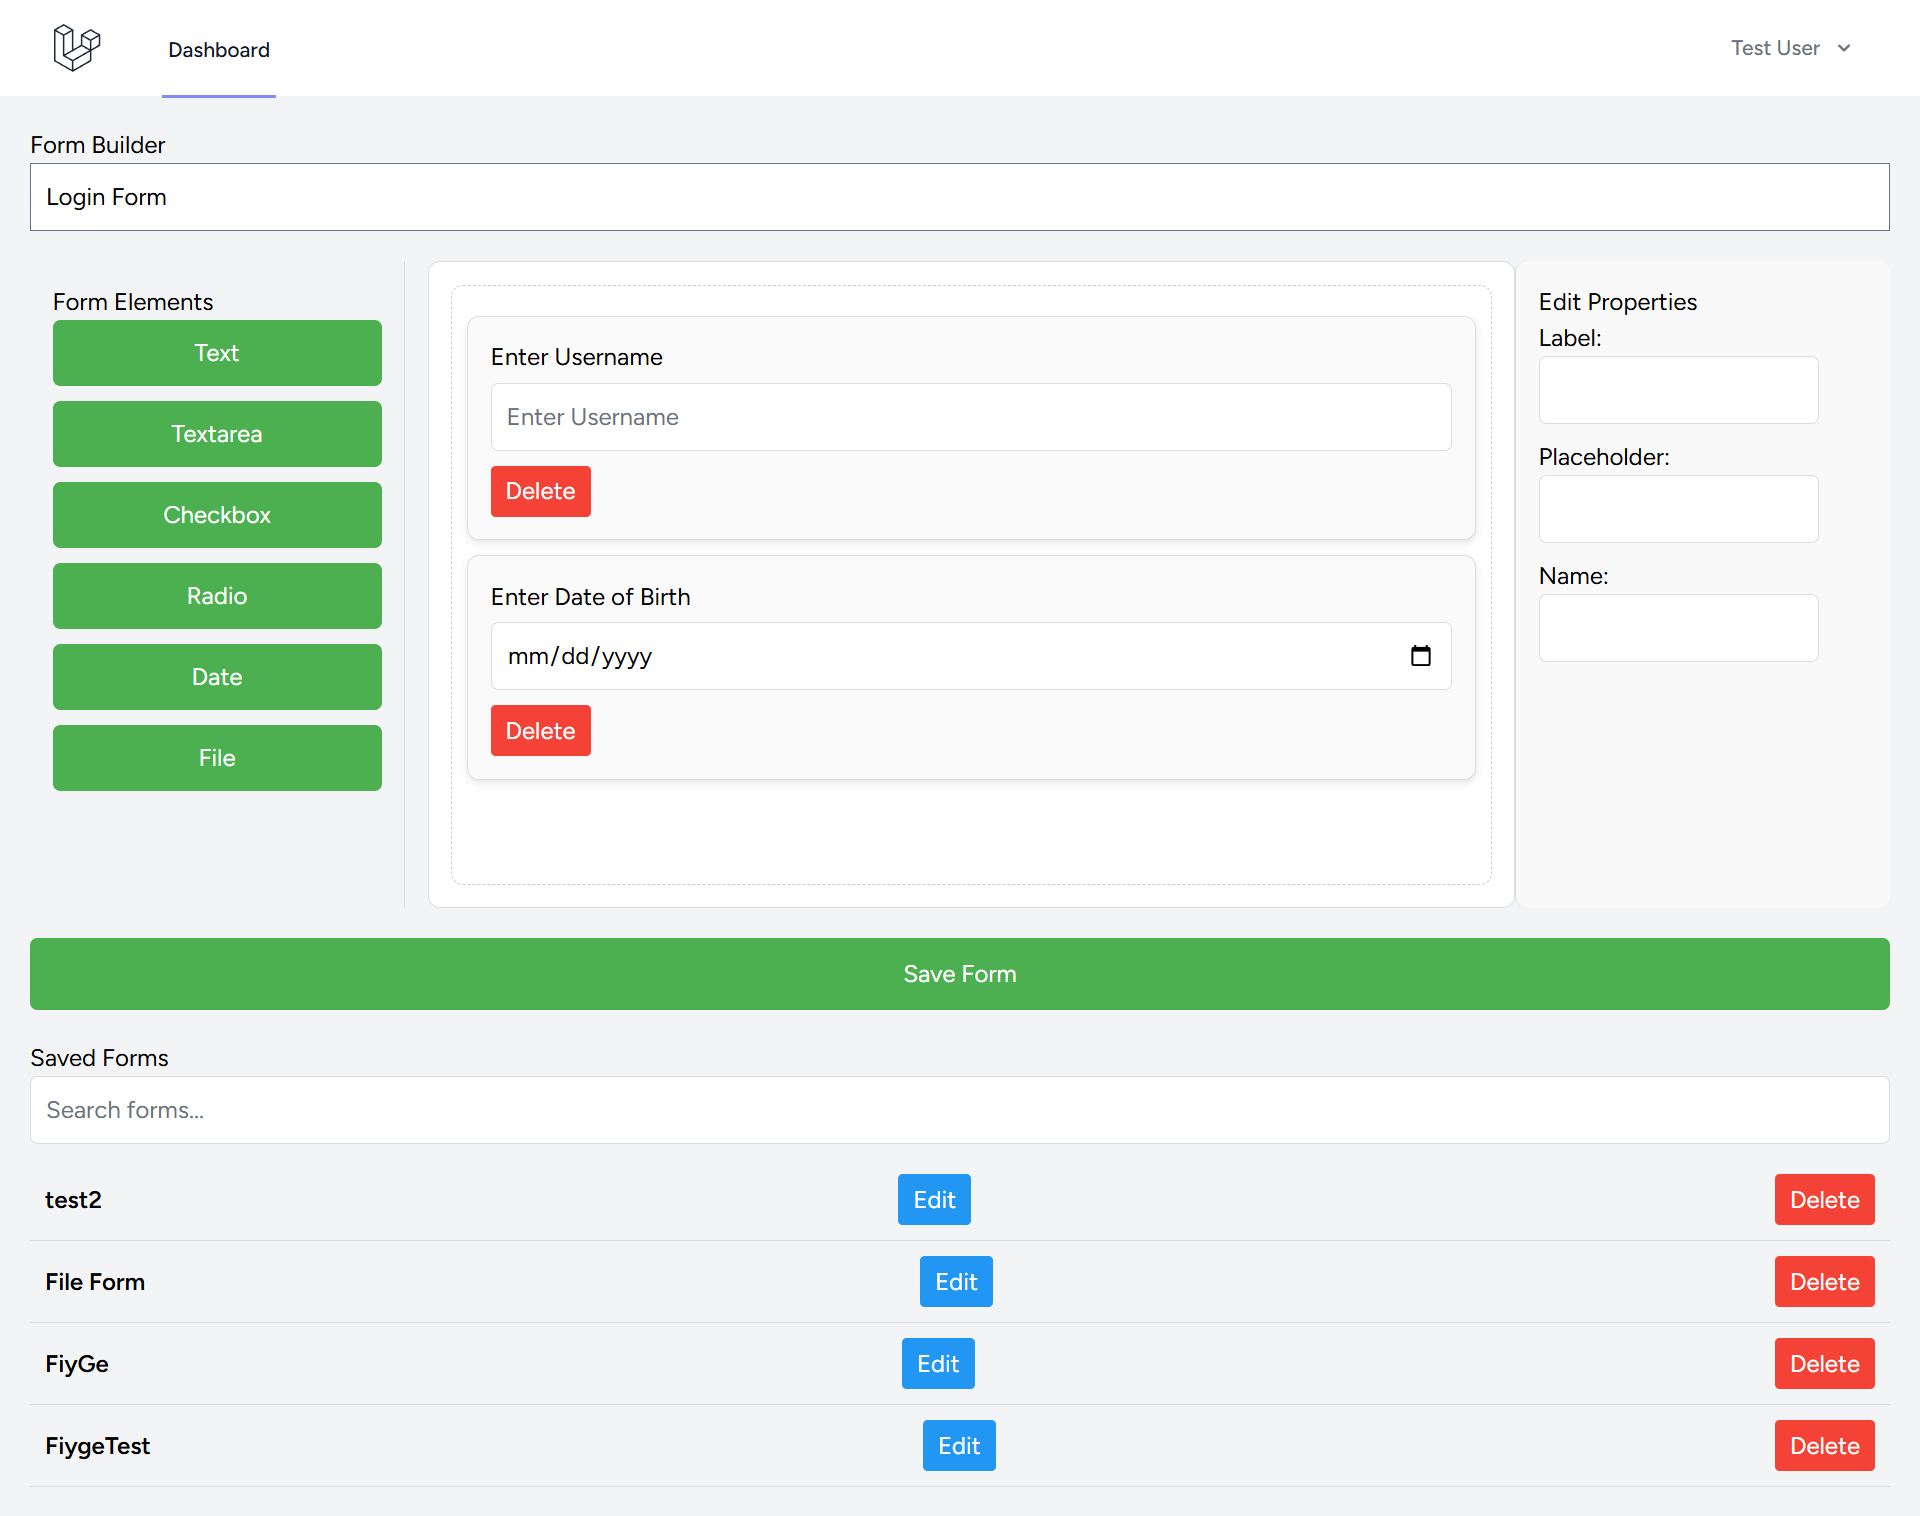 Dashboard
Test User
Form Builder
Login Form
Form Elements
Text
Textarea
Checkbox
Radio
Date
File
Enter Username
Enter Username
Delete
Enter Date of Birth
mm/dd/yyyy
Delete
Edit Properties
Label:
Placeholder:
Name:
Save Form
Saved Forms
Search forms...
test2 Edit Delete
File Form Edit Delete
FiyGe Edit Delete
FiygeTest Edit Delete